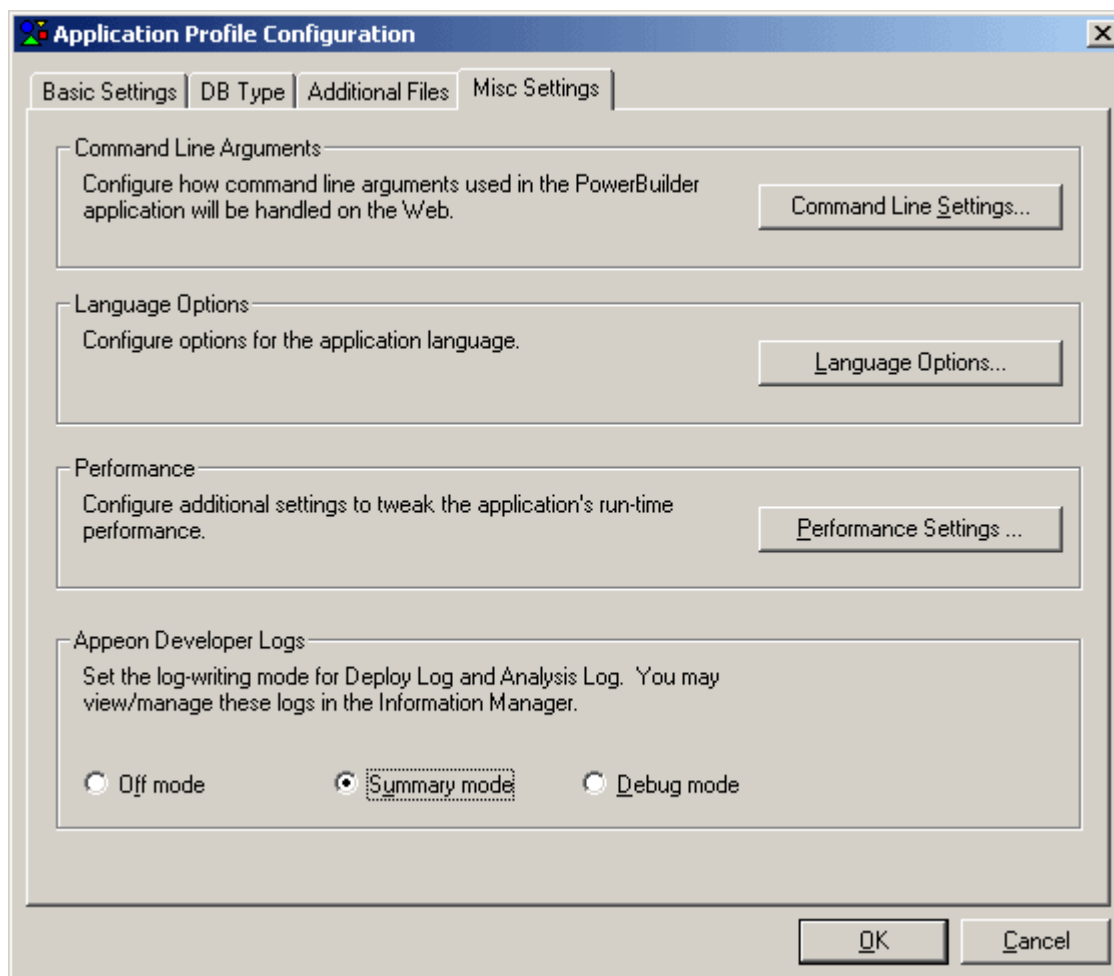 Application Profile Configuration
Basic Settings DB Type Additional Files Misc Settings
Command Line Arguments
Configure how command line arguments used in the PowerBuilder
application will be handled on the Web.
Command Line Settings...
Language Options
Configure options for the application language.
Language Options...
Performance
Configure additional settings to tweak the application's run-time
performance.
Performance Settings ...
Appeon Developer Logs
Set the log-writing mode for Deploy Log and Analysis Log. You may
view/manage these logs in the Information Manager.
Off mode Summary mode Debug mode
OK Cancel